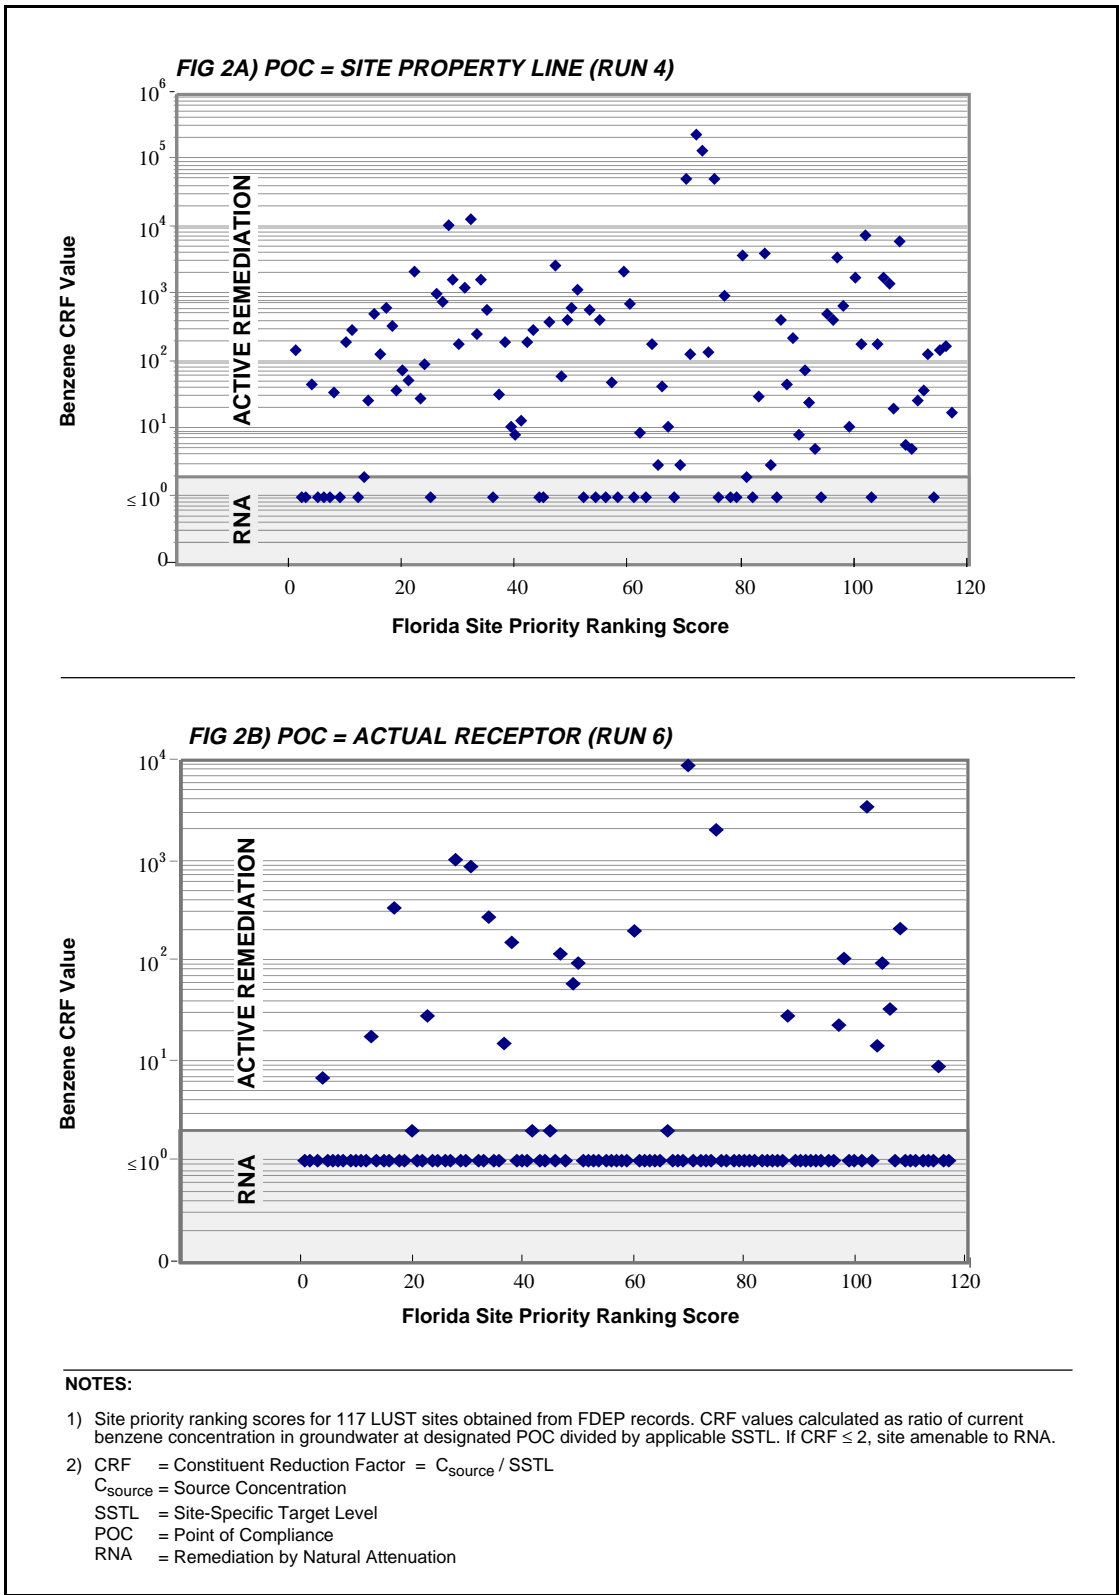 FIG 2A) POC = SITE PROPERTY LINE (RUN 4)
10^6
10^5
10^4
10^3
10^2
10^1
≤ 10^0
0
Benzene CRF Value
ACTIVE REMEDIATION
RNA
0 20 40 60 80 100 120
Florida Site Priority Ranking Score
FIG 2B) POC = ACTUAL RECEPTOR (RUN 6)
10^4
10^3
10^2
10^1
≤ 10^0
0
Benzene CRF Value
ACTIVE REMEDIATION
RNA
0 20 40 60 80 100 120
Florida Site Priority Ranking Score
NOTES:
1) Site priority ranking scores for 117 LUST sites obtained from FDEP records. CRF values calculated as ratio of current
benzene concentration in groundwater at designated POC divided by applicable SSTL. If CRF ≤ 2, site amenable to RNA.
2) CRF = Constituent Reduction Factor = C_source / SSTL
C_source = Source Concentration
SSTL = Site-Specific Target Level
POC = Point of Compliance
RNA = Remediation by Natural Attenuation